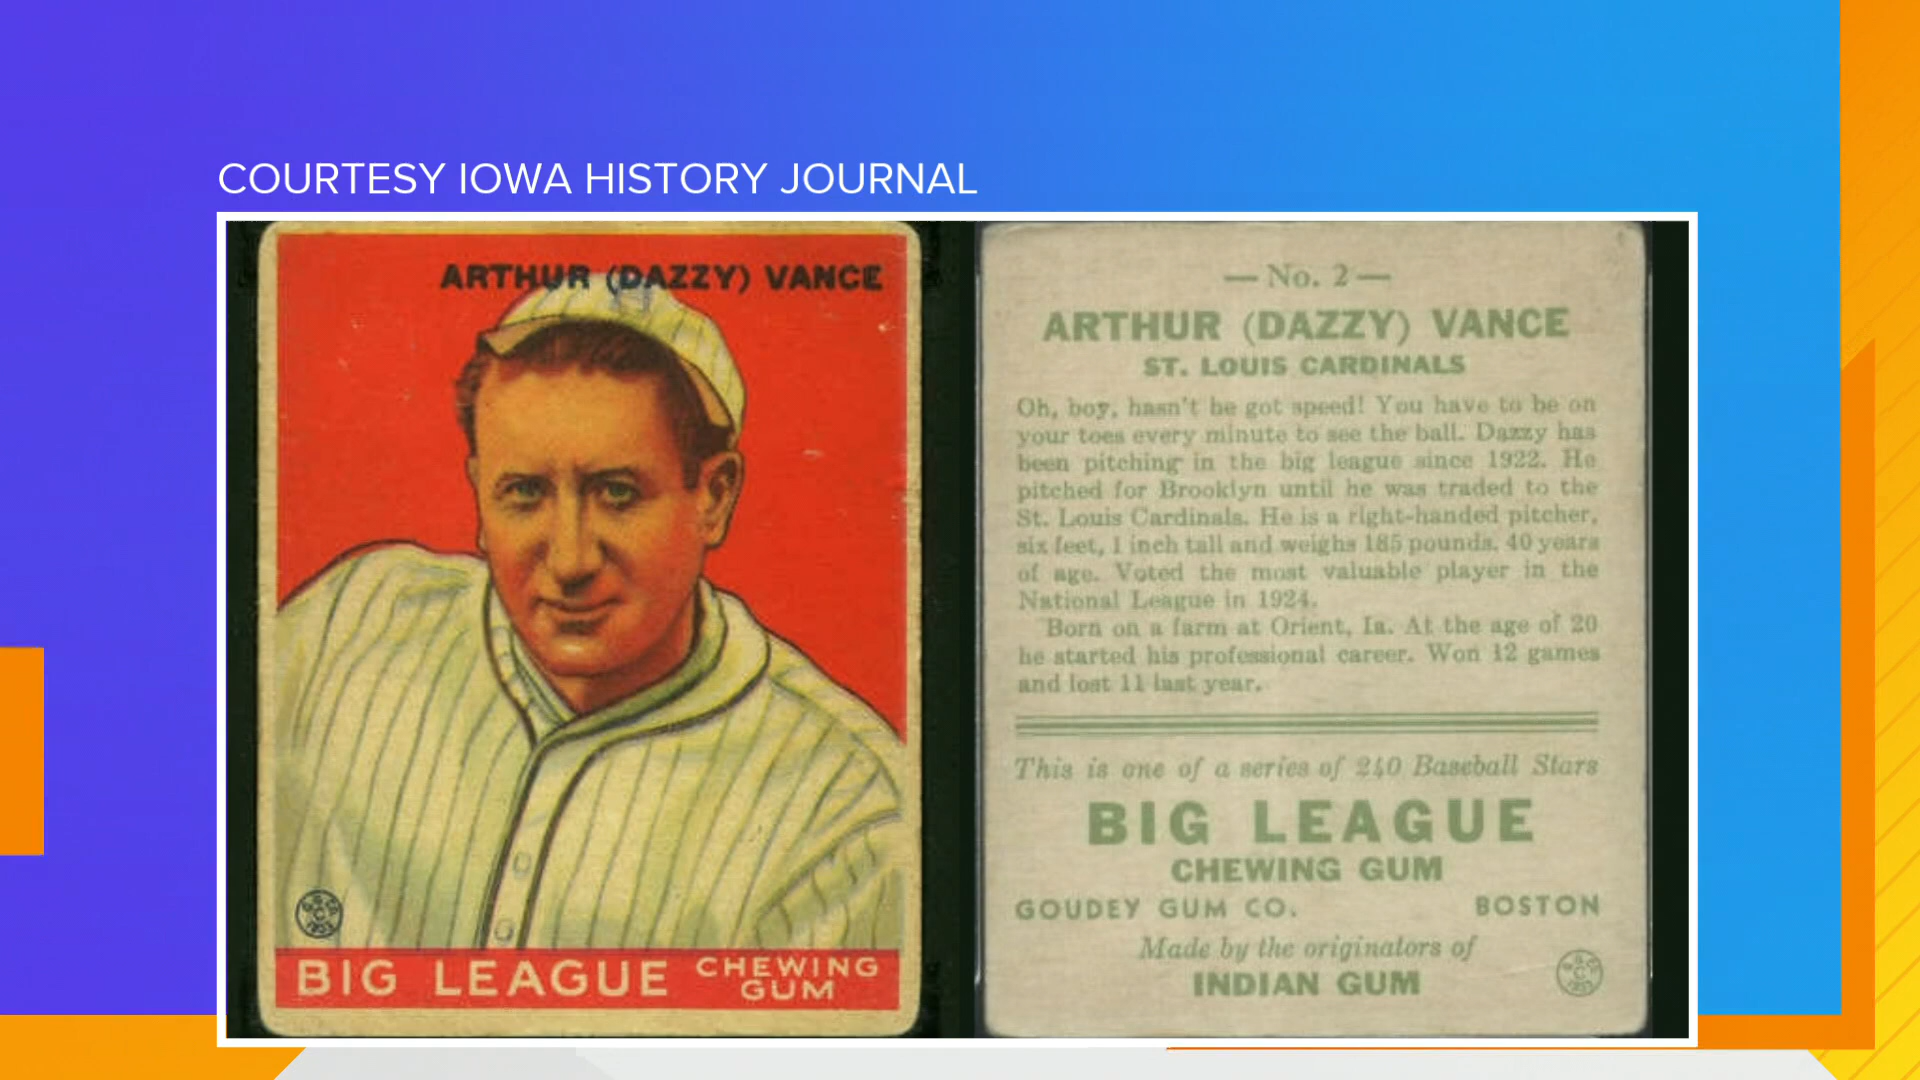 COURTESY IOWA HISTORY JOURNAL
ARTHUR (DAZZY) VANCE
BIG LEAGUE CHEWING GUM
— No. 2 —
ARTHUR (DAZZY) VANCE
ST. LOUIS CARDINALS
Oh, boy, hasn't he got speed! You have to be on
your toes every minute to see the ball. Dazzy has
been pitching in the big league since 1922. He
pitched for Brooklyn until he was traded to the
St. Louis Cardinals. He is a right-handed pitcher,
six feet, 1 inch tall and weighs 185 pounds. 40 years
of age. Voted the most valuable player in the
National League in 1924.
Born on a farm at Orient, Ia. At the age of 20
he started his professional career. Won 12 games
and lost 11 last year.
This is one of a series of 240 Baseball Stars
BIG LEAGUE
CHEWING GUM
GOUDEY GUM CO. BOSTON
Made by the originators of
INDIAN GUM